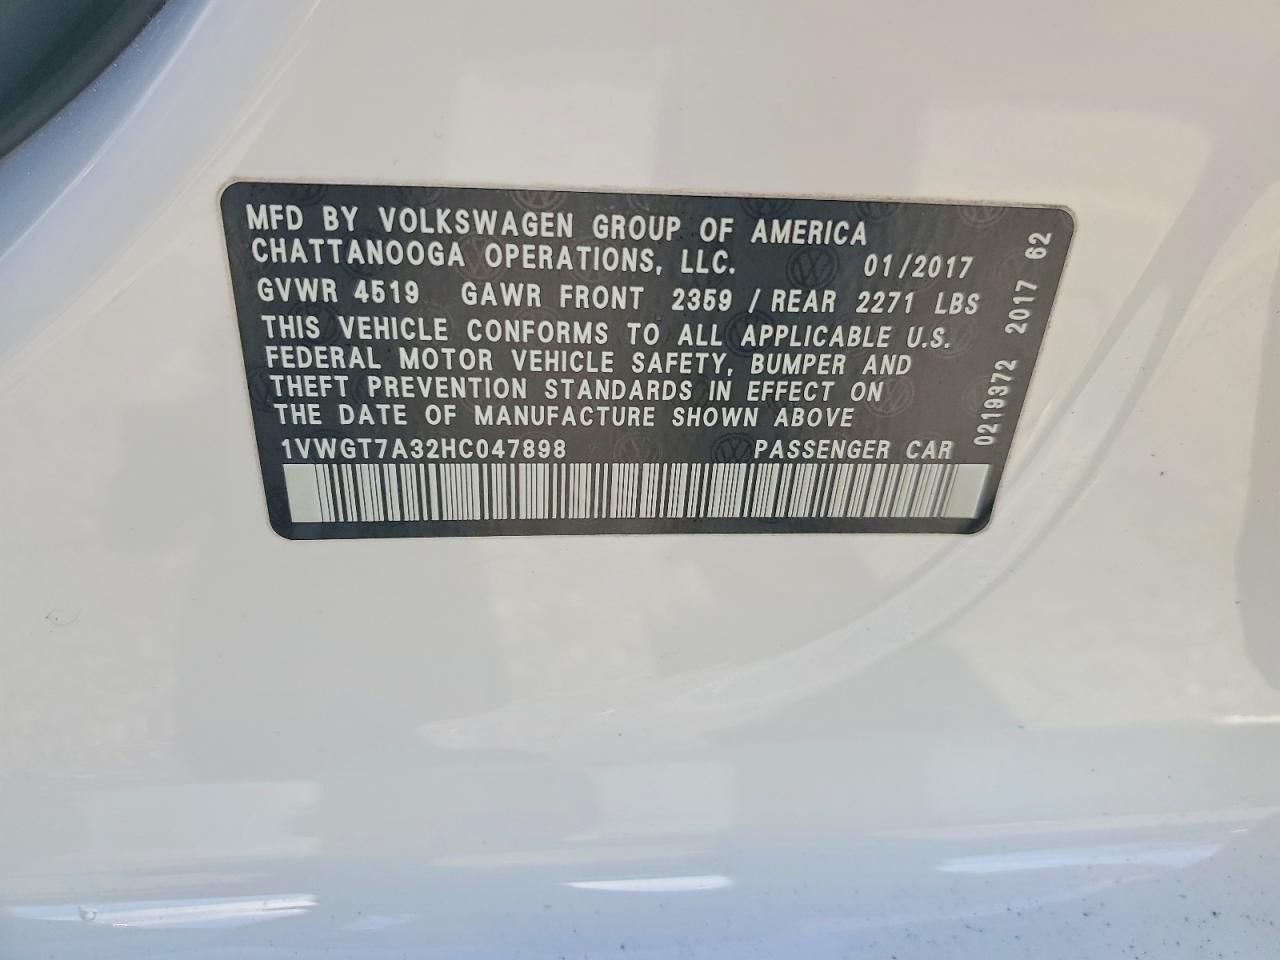 MFD BY VOLKSWAGEN GROUP OF AMERICA
CHATTANOOGA OPERATIONS, LLC. 01/2017
GVWR 4519 GAWR FRONT 2359 / REAR 2271 LBS
THIS VEHICLE CONFORMS TO ALL APPLICABLE U.S.
FEDERAL MOTOR VEHICLE SAFETY, BUMPER AND
THEFT PREVENTION STANDARDS IN EFFECT ON
THE DATE OF MANUFACTURE SHOWN ABOVE
1VWGT7A32HC047898 PASSENGER CAR
0219372 2017 62